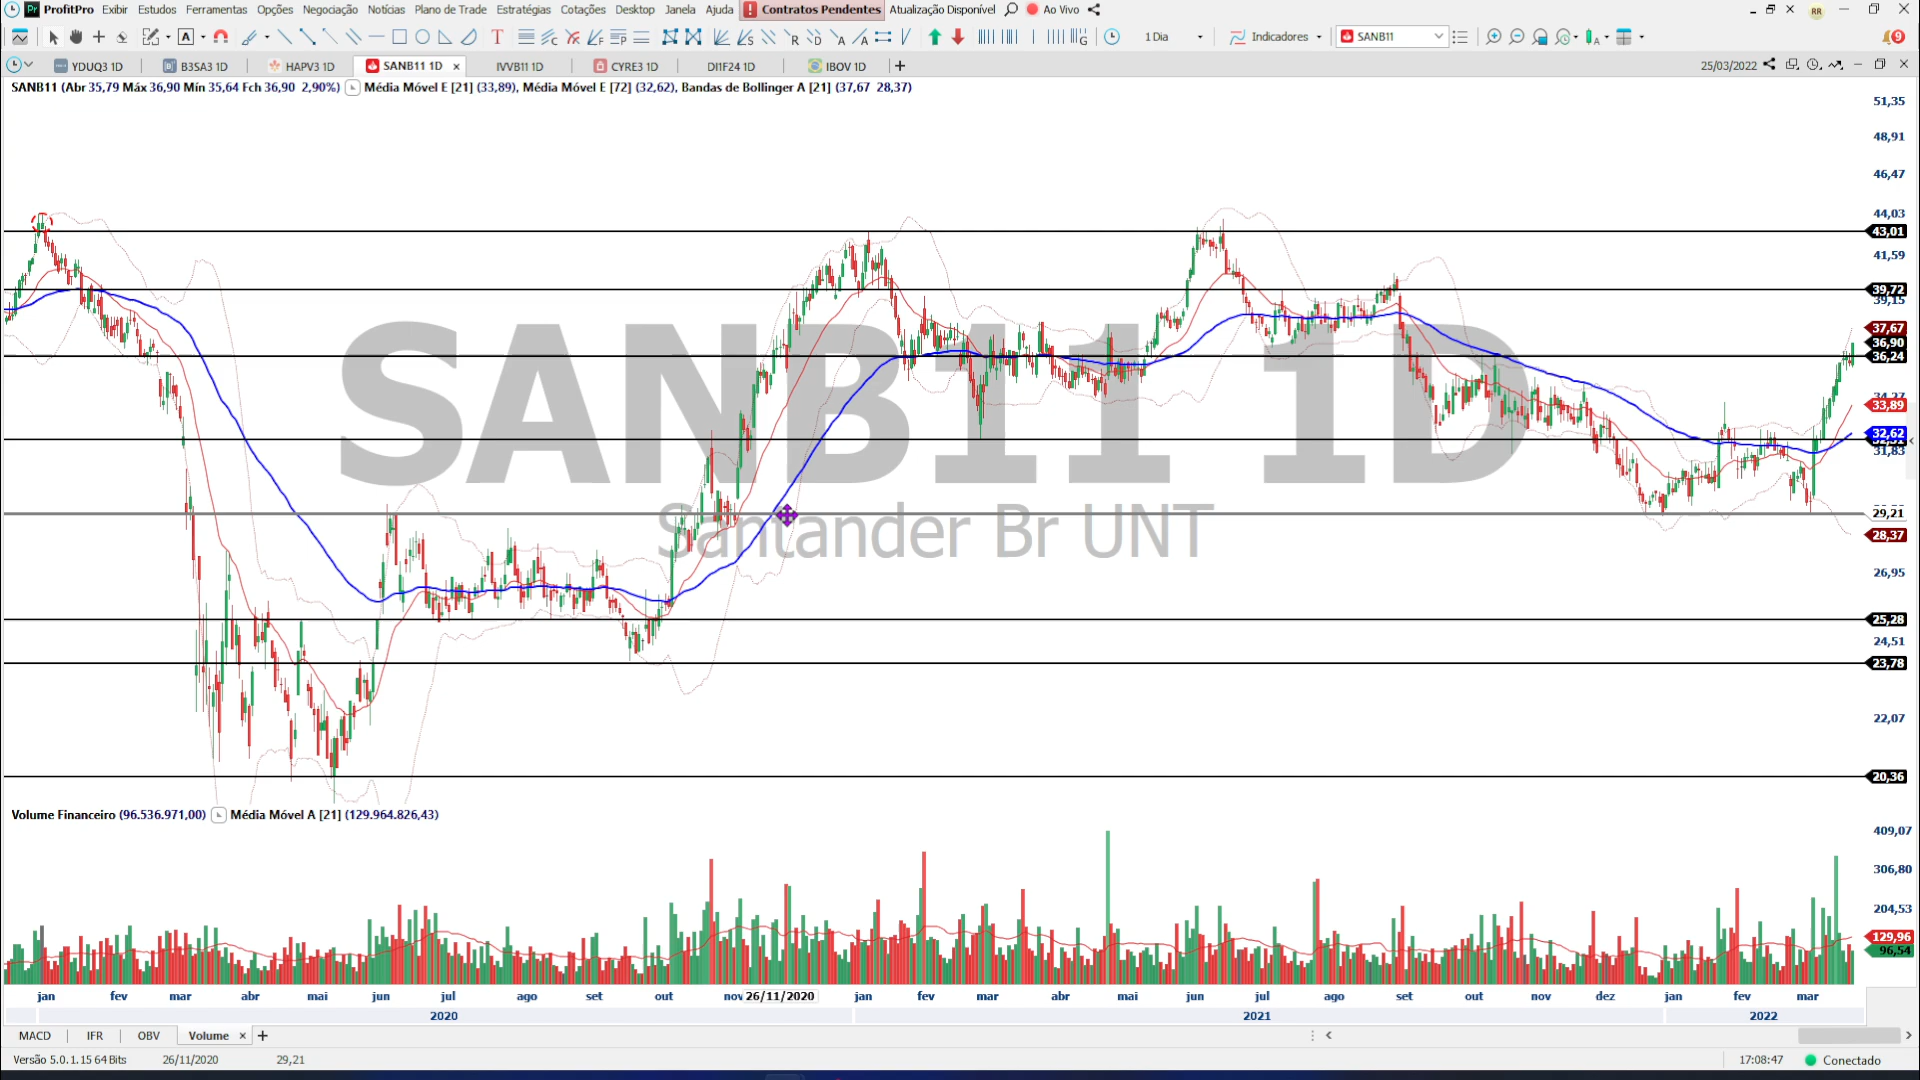 ProfitPro Exibir Estudos Ferramentas Opções Negociação Notícias Plano de Trade Estratégias Cotações Desktop Janela Ajuda Contratos Pendentes Atualização Disponível Ao Vivo RR
A T C F P F S R D A A G 1 Dia Indicadores SANB11 A 9
YDUQ3 1D B3SA3 1D HAPV3 1D SANB11 1D x IVVB11 1D CYRE3 1D DI1F24 1D IBOV 1D + 25/03/2022
SANB11 (Abr 35,79 Máx 36,90 Mín 35,64 Fch 36,90 2,90%) Média Móvel E [21] (33,89), Média Móvel E [72] (32,62), Bandas de Bollinger A [21] (37,67 28,37)
51,35
48,91
46,47
44,03
43,01
41,59
39,72
39,15
37,67
36,90
36,24
33,89
32,62
31,83
29,21
28,37
26,95
25,28
24,51
23,78
22,07
20,36
SANB11 1D
Santander Br UNT
Volume Financeiro (96.536.971,00) Média Móvel A [21] (129.964.826,43)
409,07
306,80
204,53
129,96
96,54
jan fev mar abr mai jun jul ago set out nov 26/11/2020 jan fev mar abr mai jun jul ago set out nov dez jan fev mar
2020 2021 2022
MACD IFR OBV Volume x +
Versão 5.0.1.15 64 Bits 26/11/2020 29,21 17:08:47 Conectado